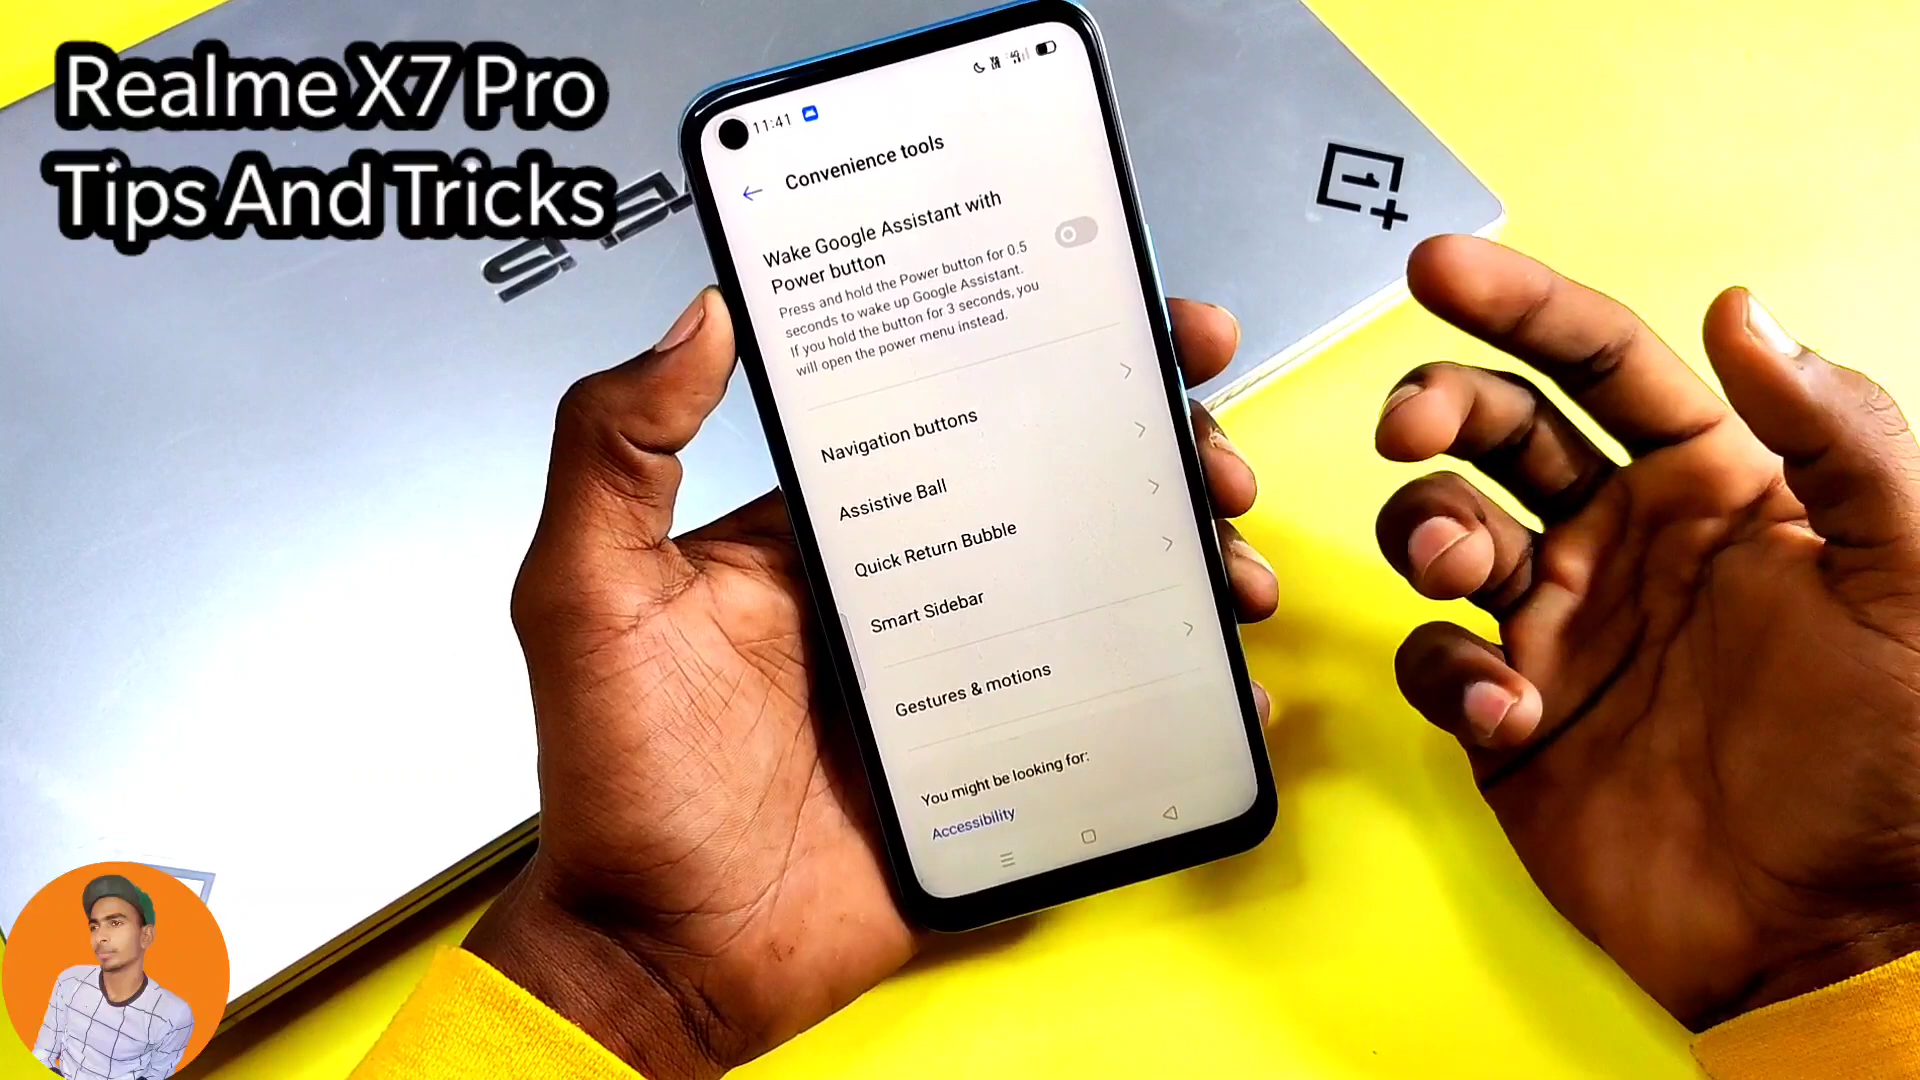 Realme X7 Pro
Tips And Tricks
11:41
Convenience tools
Wake Google Assistant with
Power button
Press and hold the Power button for 0.5
seconds to wake up Google Assistant.
If you hold the button for 3 seconds, you
will open the power menu instead.
Navigation buttons
Assistive Ball
Quick Return Bubble
Smart Sidebar
Gestures & motions
You might be looking for:
Accessibility